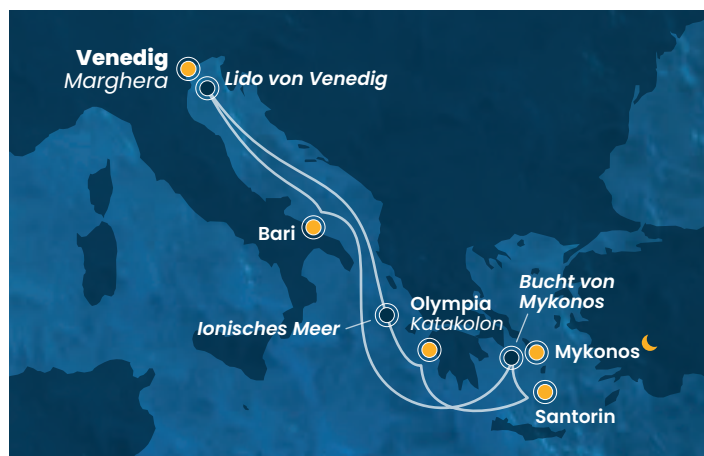 Venedig
Marghera
Lido von Venedig
Bari
Ionisches Meer
Olympia
Katakolon
Bucht von
Mykonos
Mykonos
Santorin